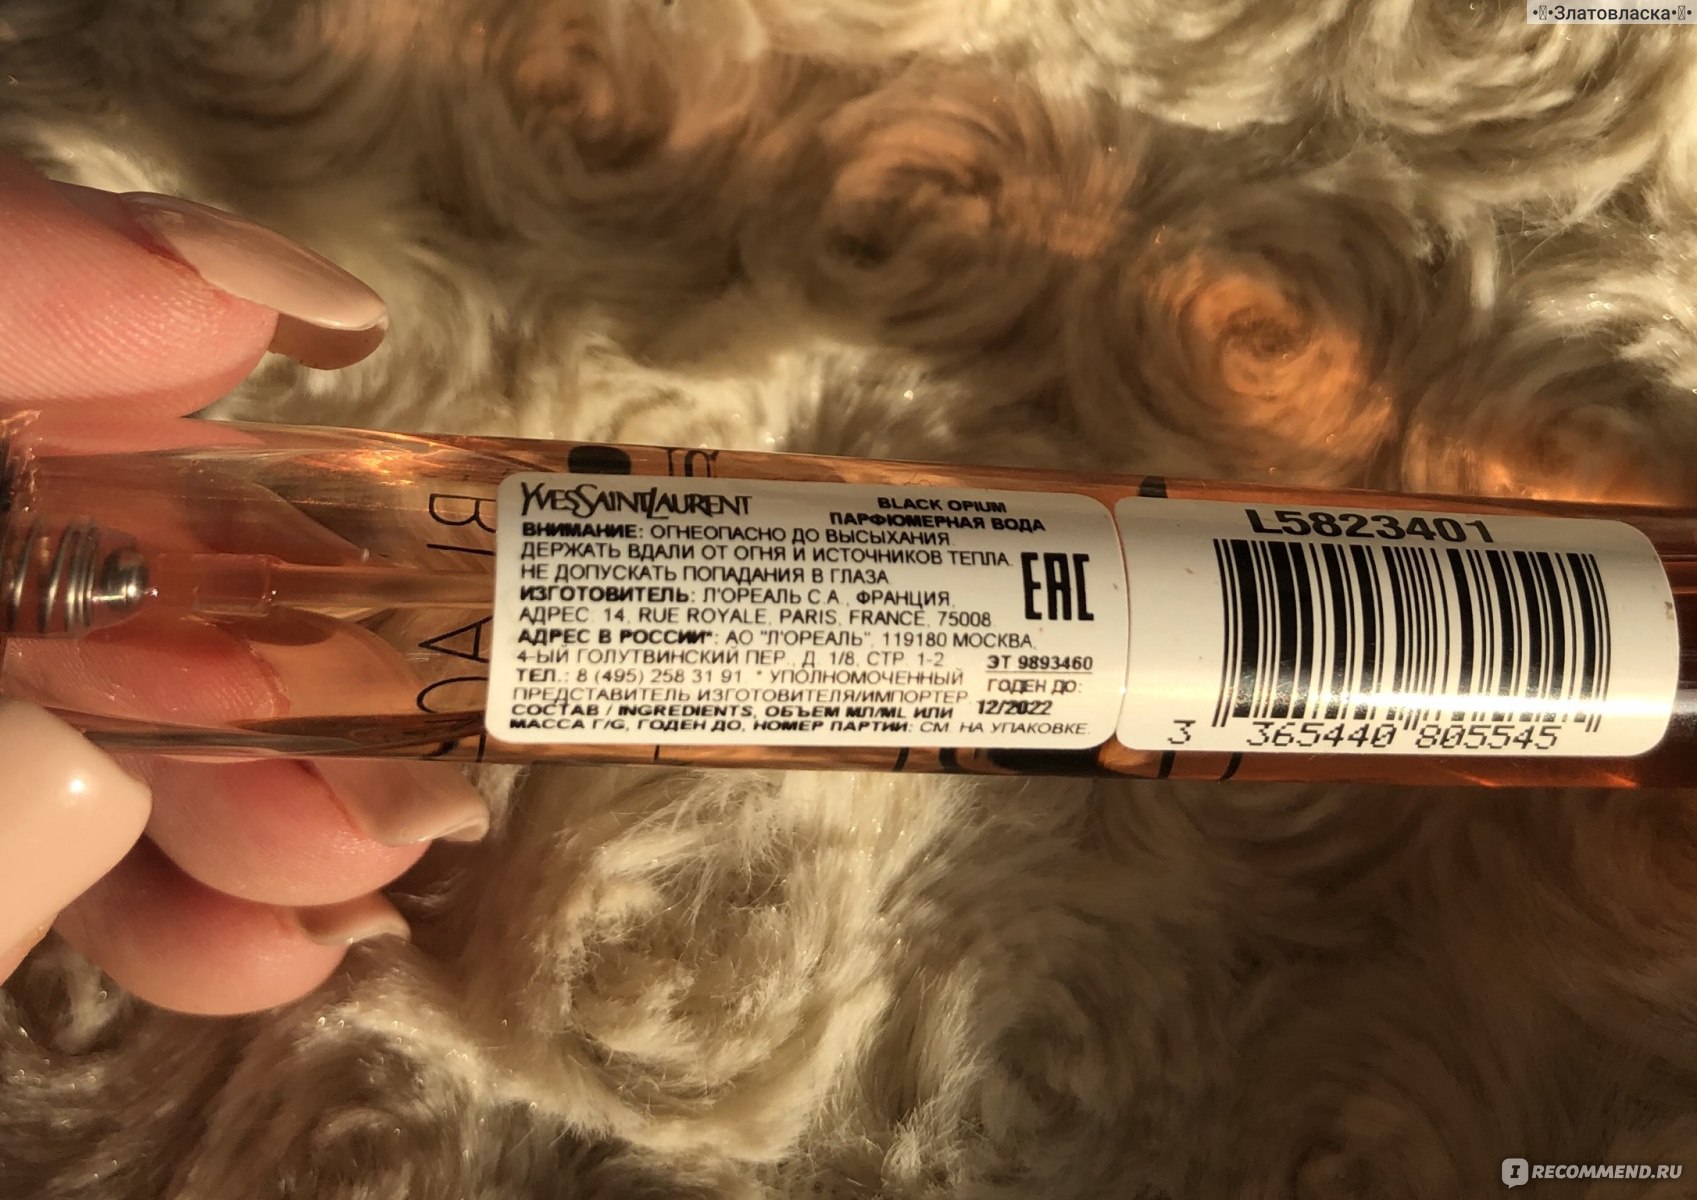 •Златовласка•
YVESSAINTLAURENT
BLACK OPIUM
ПАРФЮМЕРНАЯ ВОДА
ВНИМАНИЕ: ОГНЕОПАСНО ДО ВЫСЫХАНИЯ.
ДЕРЖАТЬ ВДАЛИ ОТ ОГНЯ И ИСТОЧНИКОВ ТЕПЛА.
НЕ ДОПУСКАТЬ ПОПАДАНИЯ В ГЛАЗА.
EAC
ИЗГОТОВИТЕЛЬ: Л'ОРЕАЛЬ С.А., ФРАНЦИЯ,
АДРЕС: 14, RUE ROYALE, PARIS, FRANCE, 75008.
АДРЕС В РОССИИ*: АО "Л'ОРЕАЛЬ", 119180 МОСКВА,
4-ЫЙ ГОЛУТВИНСКИЙ ПЕР., Д. 1/8, СТР. 1-2.
ТЕЛ.: 8 (495) 258 31 91. * УПОЛНОМОЧЕННЫЙ
ПРЕДСТАВИТЕЛЬ ИЗГОТОВИТЕЛЯ/ИМПОРТЕР
СОСТАВ / INGREDIENTS, ОБЪЕМ МЛ/ML ИЛИ
МАССА Г/G, ГОДЕН ДО, НОМЕР ПАРТИИ: СМ. НА УПАКОВКЕ.
ЭТ 9893460
ГОДЕН ДО:
12/2022
L5823401
3 365440 805545
BLACK
IRECOMMEND.RU